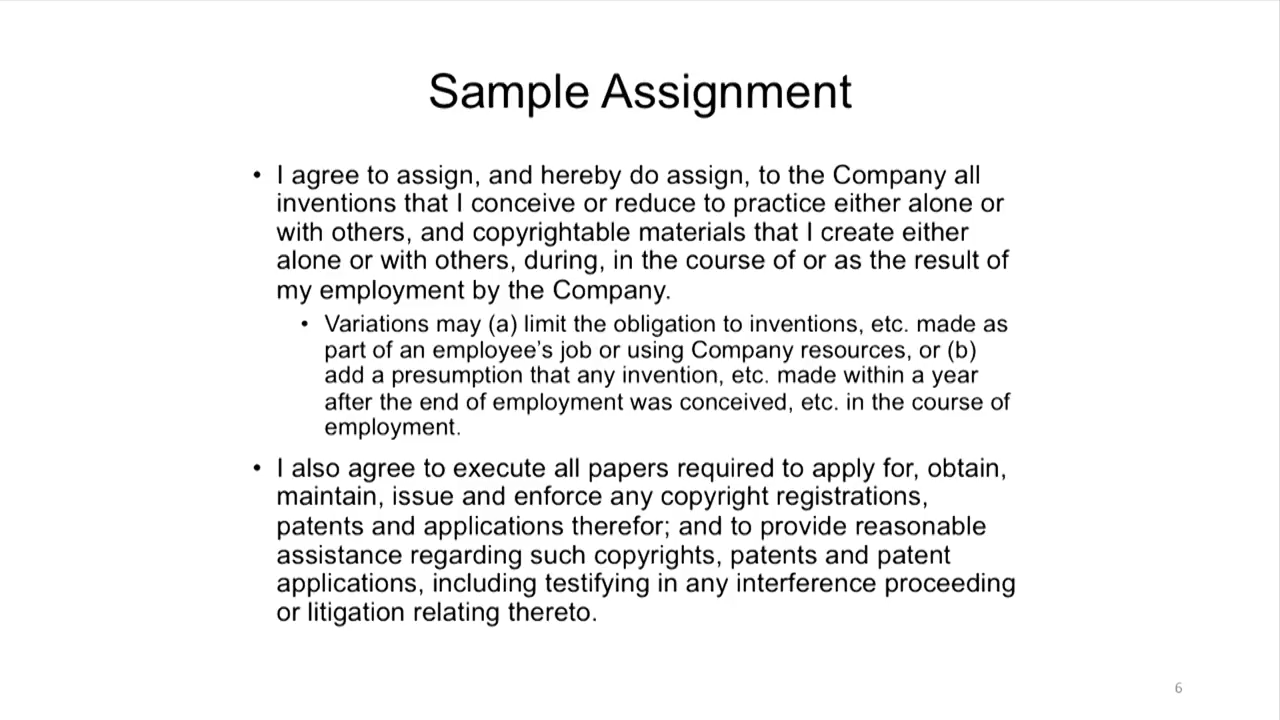 Sample Assignment
• I agree to assign, and hereby do assign, to the Company all
inventions that I conceive or reduce to practice either alone or
with others, and copyrightable materials that I create either
alone or with others, during, in the course of or as the result of
my employment by the Company.
• Variations may (a) limit the obligation to inventions, etc. made as
part of an employee’s job or using Company resources, or (b)
add a presumption that any invention, etc. made within a year
after the end of employment was conceived, etc. in the course of
employment.
• I also agree to execute all papers required to apply for, obtain,
maintain, issue and enforce any copyright registrations,
patents and applications therefor; and to provide reasonable
assistance regarding such copyrights, patents and patent
applications, including testifying in any interference proceeding
or litigation relating thereto.
6